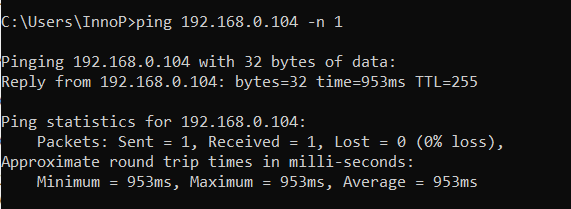 C:\Users\InnoP>ping 192.168.0.104 -n 1
Pinging 192.168.0.104 with 32 bytes of data:
Reply from 192.168.0.104: bytes=32 time=953ms TTL=255
Ping statistics for 192.168.0.104:
    Packets: Sent = 1, Received = 1, Lost = 0 (0% loss),
Approximate round trip times in milli-seconds:
    Minimum = 953ms, Maximum = 953ms, Average = 953ms